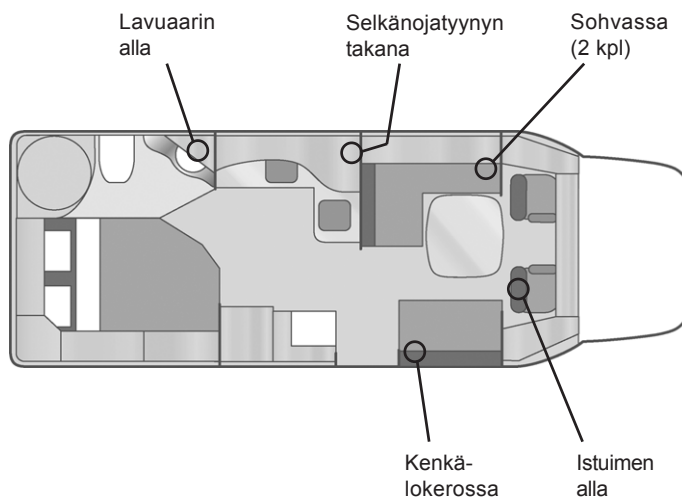 Lavuaarin
alla
Selkänojatyynyn
takana
Sohvassa
(2 kpl)
Kenkä-
lokerossa
Istuimen
alla